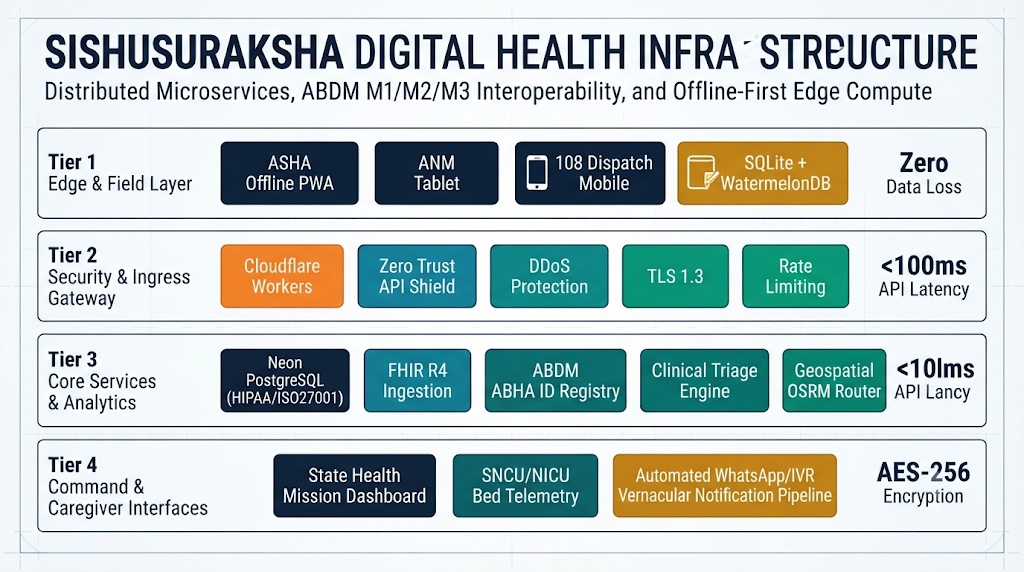 SISHUSURAKSHA DIGITAL HEALTH INFRA STRECUCTURE
Distributed Microservices, ABDM M1/M2/M3 Interoperability, and Offline-First Edge Compute
Tier 1
Edge & Field Layer
ASHA
Offline PWA
ANM
Tablet
108 Dispatch
Mobile
SQLite +
WatermelonDB
Zero
Data Loss
Tier 2
Security & Ingress
Gateway
Cloudflare
Workers
Zero Trust
API Shield
DDoS
Protection
TLS 1.3
Rate
Limiting
<100ms
API Latency
Tier 3
Core Services
& Analytics
Neon
PostgreSQL
(HIPAA/ISO27001)
FHIR R4
Ingestion
ABDM
ABHA ID Registry
Clinical Triage
Engine
Geospatial
OSRM Router
<10lms
API Lancy
Tier 4
Command &
Caregiver Interfaces
State Health
Mission Dashboard
SNCU/NICU
Bed Telemetry
Automated WhatsApp/IVR
Vernacular Notification Pipeline
AES-256
Encryption